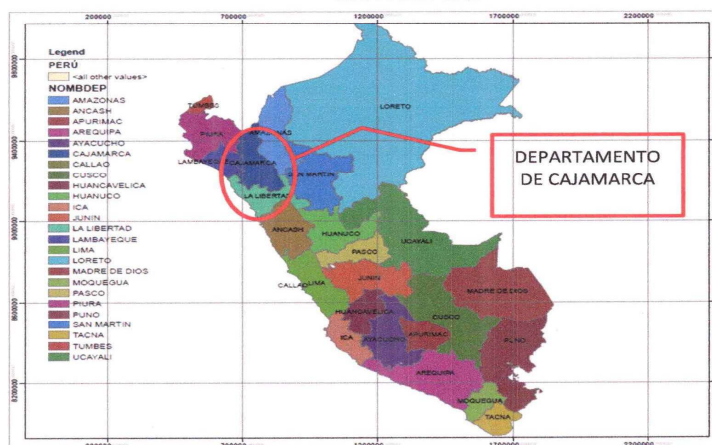 2000000 7000000 1200000 1700000 2200000
Legend
PERÚ
<all other values>
NOMBDEP
AMAZONAS
ANCASH
APURIMAC
AREQUIPA
AYACUCHO
CAJAMARCA
CALLAO
CUSCO
HUANCAVELICA
HUANUCO
ICA
JUNIN
LA LIBERTAD
LAMBAYEQUE
LIMA
LORETO
MADRE DE DIOS
MOQUEGUA
PASCO
PIURA
PUNO
SAN MARTIN
TACNA
TUMBES
UCAYALI
TUMBES
PIURA
AMAZONAS
LORETO
LAMBAYEQUE
CAJAMARCA
SAN MARTIN
LA LIBERTAD
ANCASH
HUANUCO
UCAYALI
PASCO
CALLAO
LIMA
JUNIN
MADRE DE DIOS
HUANCAVELICA
CUSCO
ICA
AYACUCHO
APURIMAC
PUNO
AREQUIPA
MOQUEGUA
TACNA
DEPARTAMENTO
DE CAJAMARCA